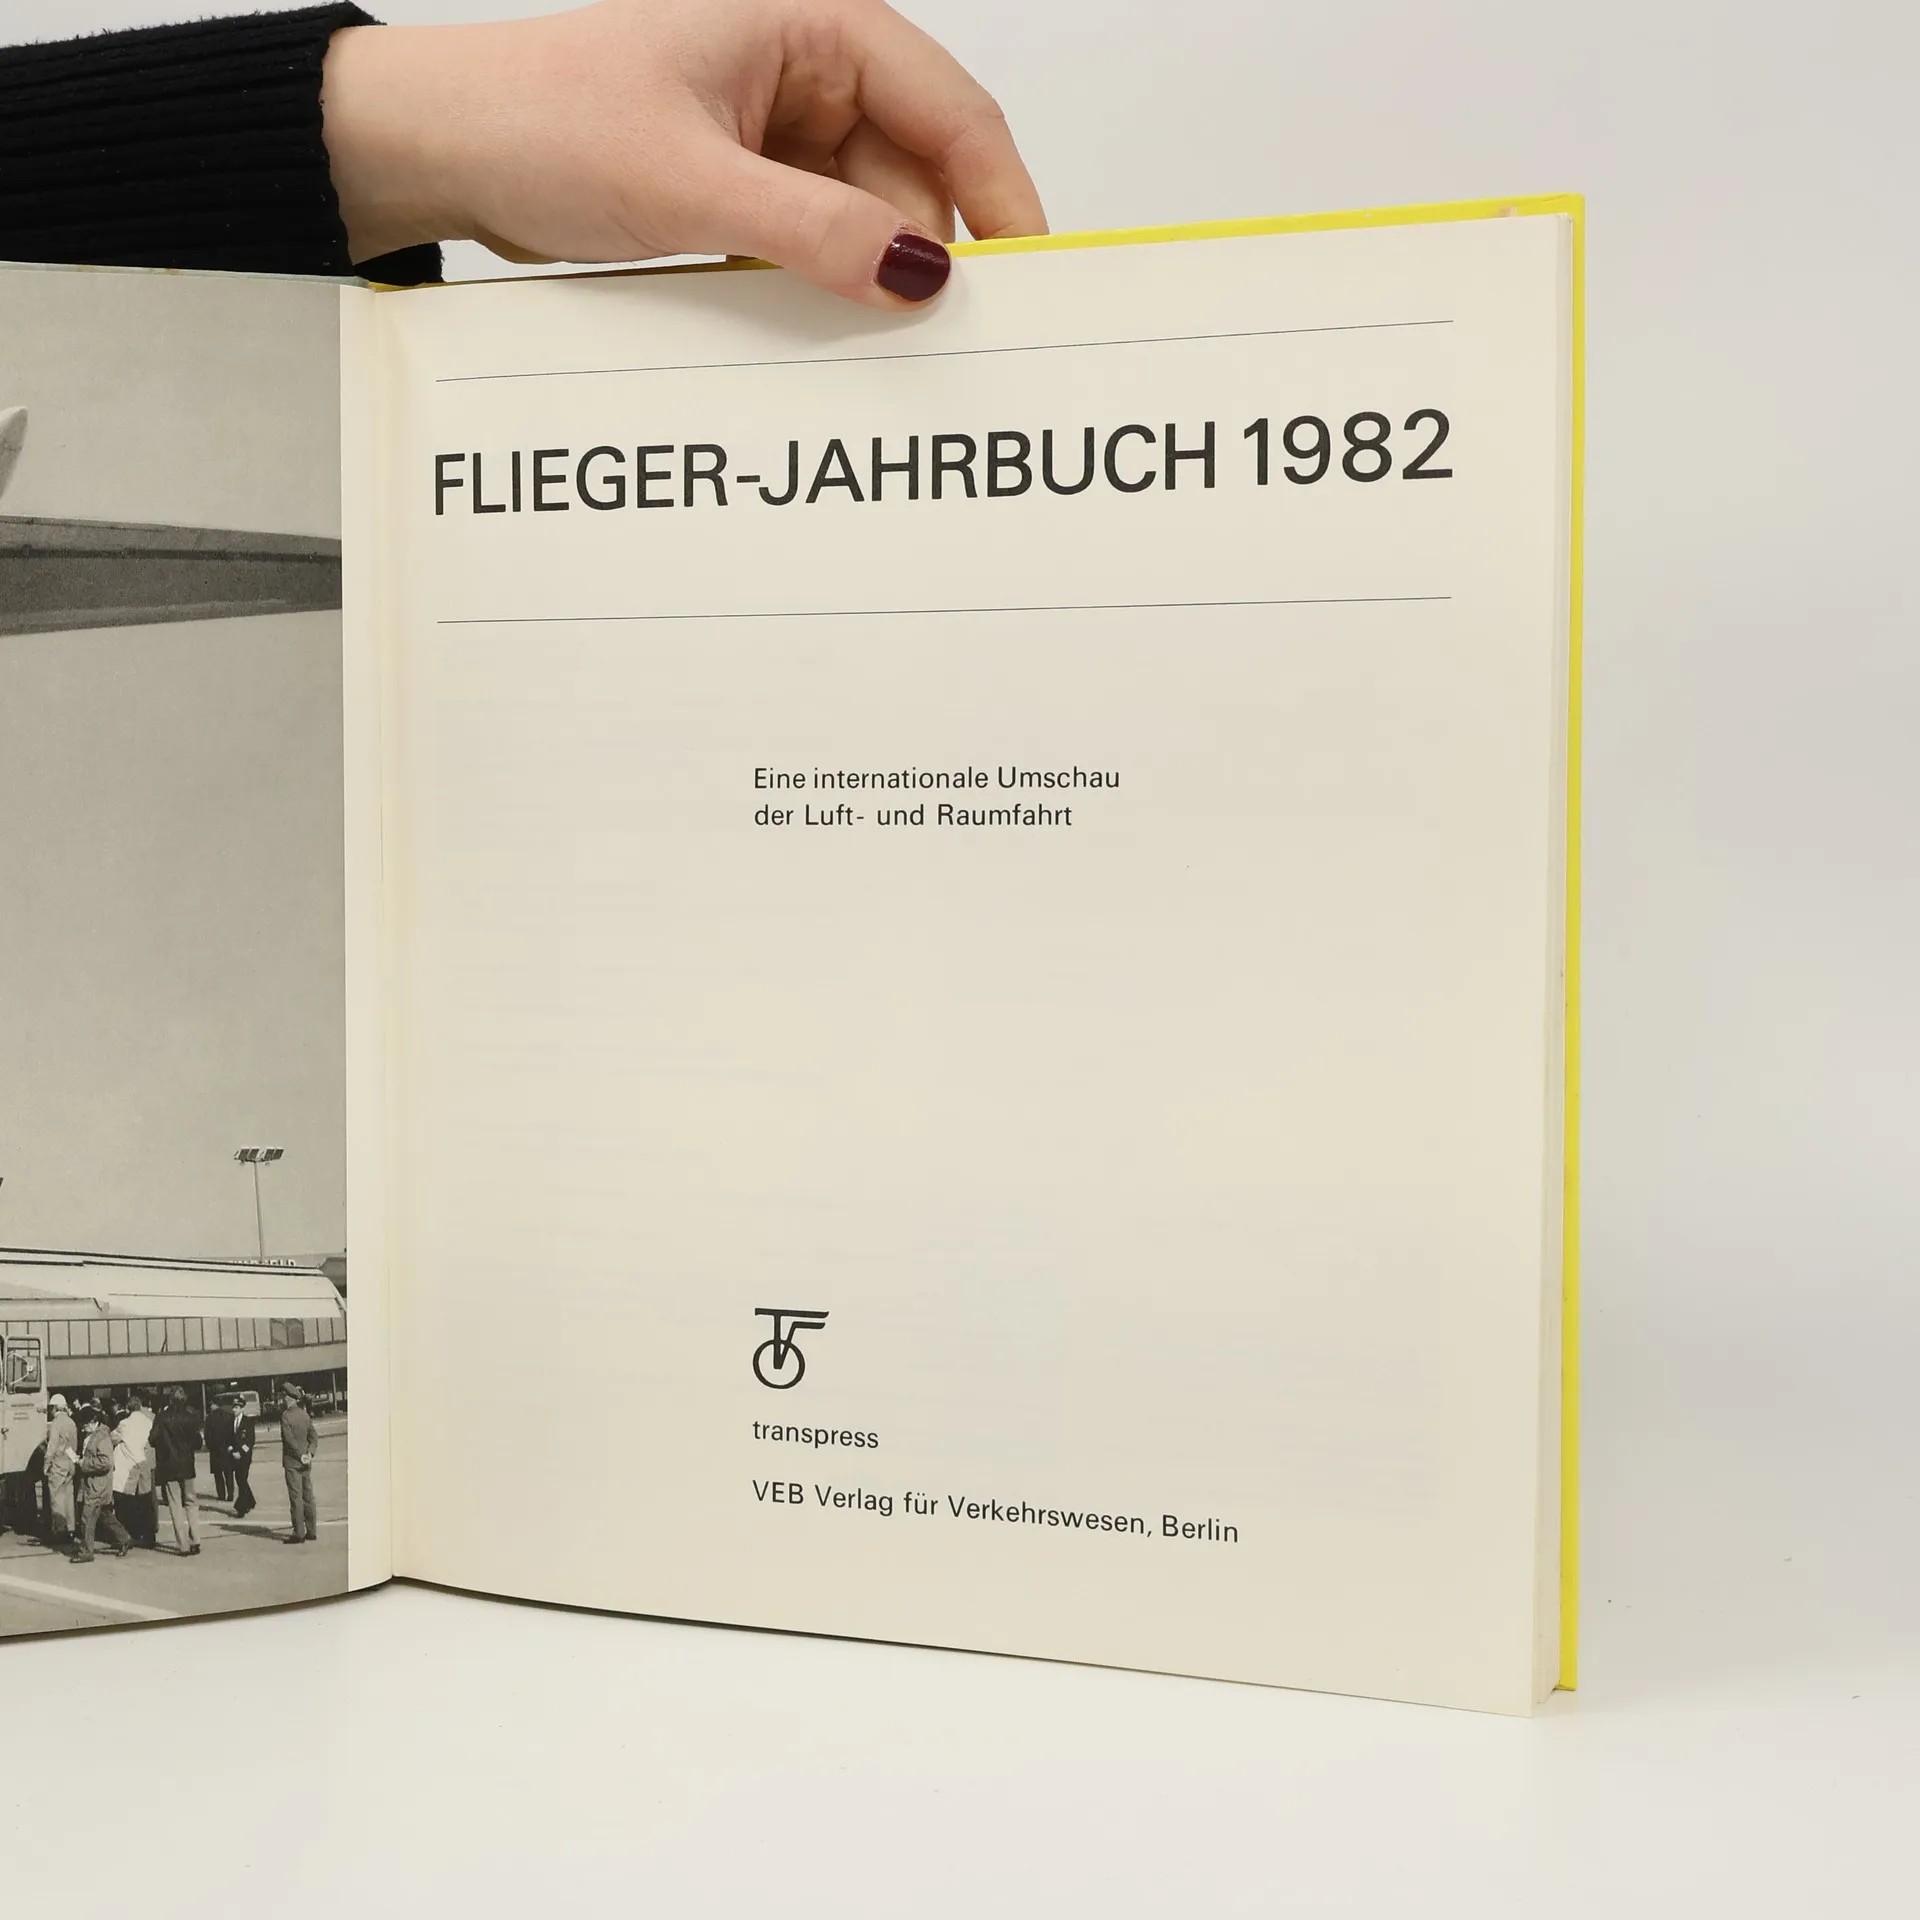 FLIEGER-JAHRBUCH 1982
Eine internationale Umschau
der Luft- und Raumfahrt
transpress
VEB Verlag für Verkehrswesen, Berlin